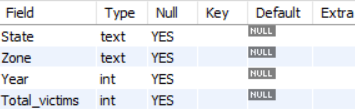 Field Type Null Key Default Extra
State text YES NULL
Zone text YES NULL
Year int YES NULL
Total_victims int YES NULL